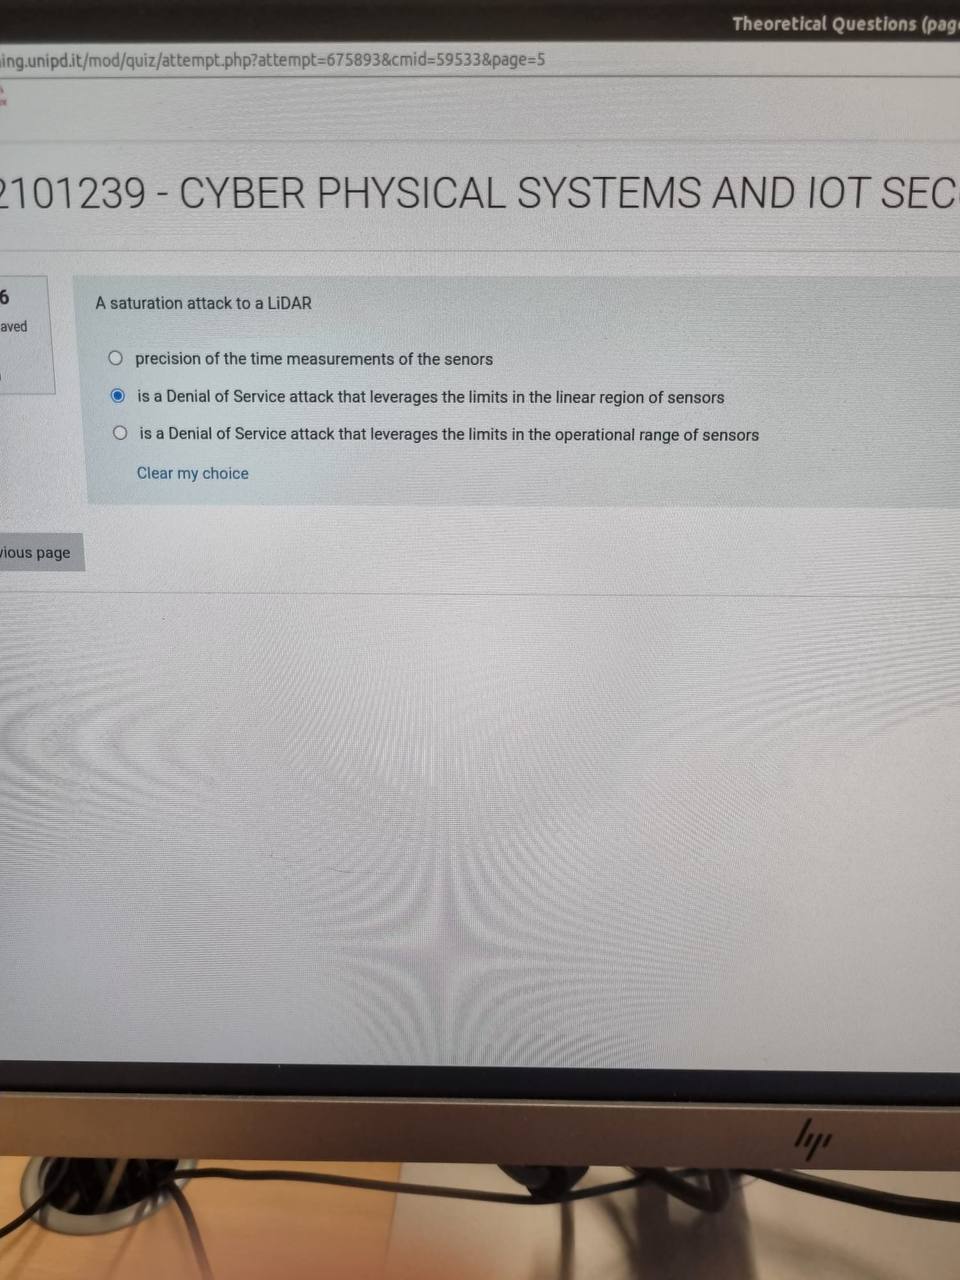 Theoretical Questions (page
ing.unipd.it/mod/quiz/attempt.php?attempt=675893&cmid=59533&page=5
2101239 - CYBER PHYSICAL SYSTEMS AND IOT SEC
6
aved
A saturation attack to a LiDAR
precision of the time measurements of the senors
is a Denial of Service attack that leverages the limits in the linear region of sensors
is a Denial of Service attack that leverages the limits in the operational range of sensors
Clear my choice
vious page
hp